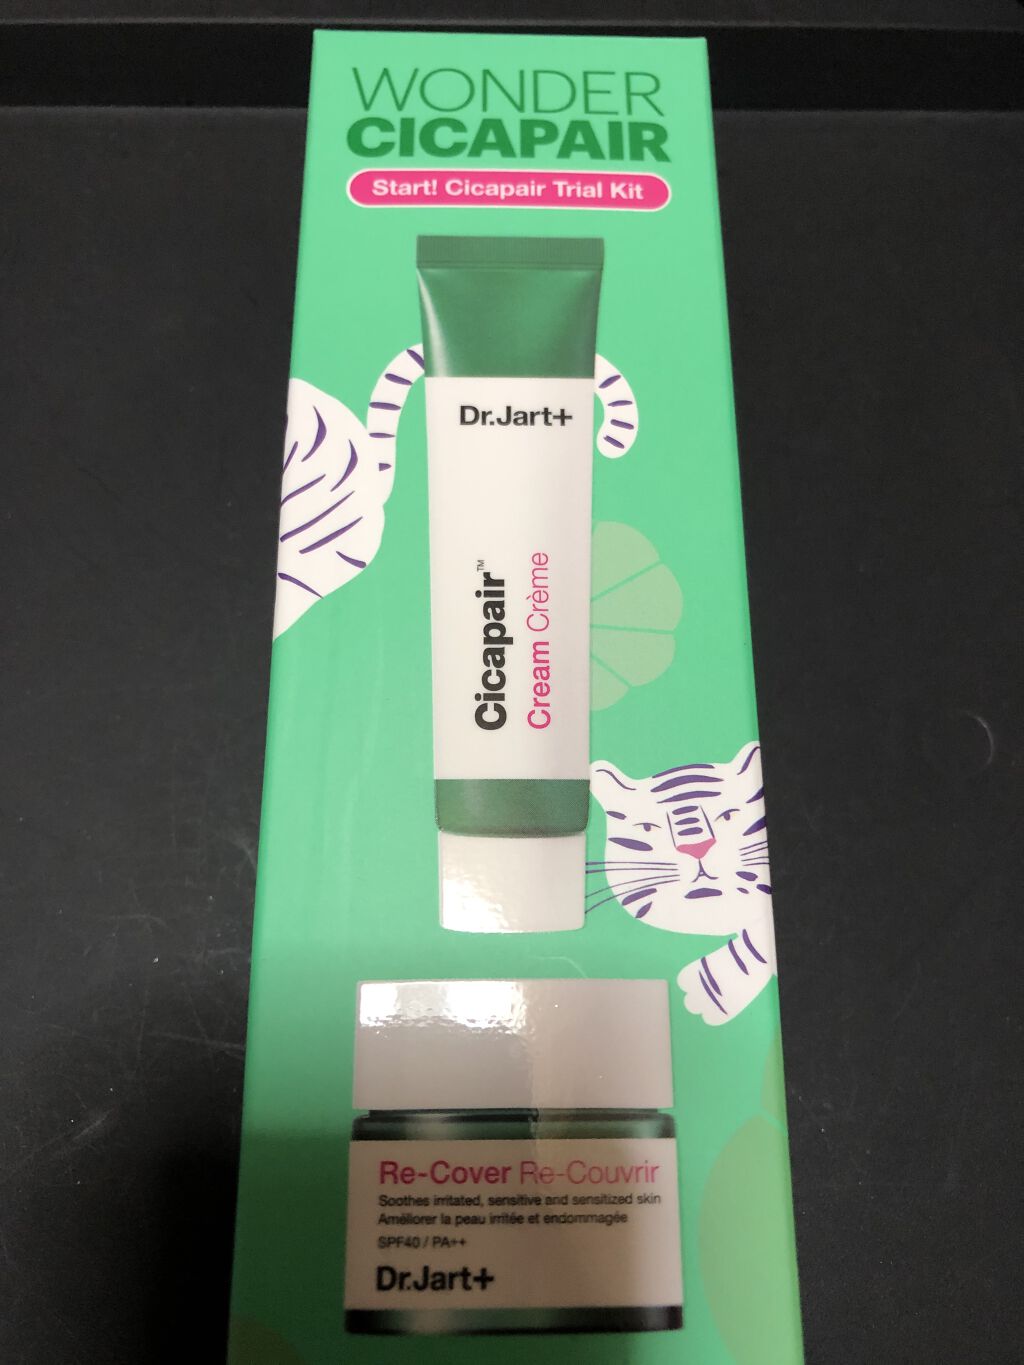 WONDER
CICAPAIR
Start! Cicapair Trial Kit
Dr.Jart+
Cicapair™
Cream Crème
Re-Cover Re-Couvrir
Soothes irritated, sensitive and sensitized skin
Améliorer la peau irritée et endommagée
SPF40 / PA++
Dr.Jart+